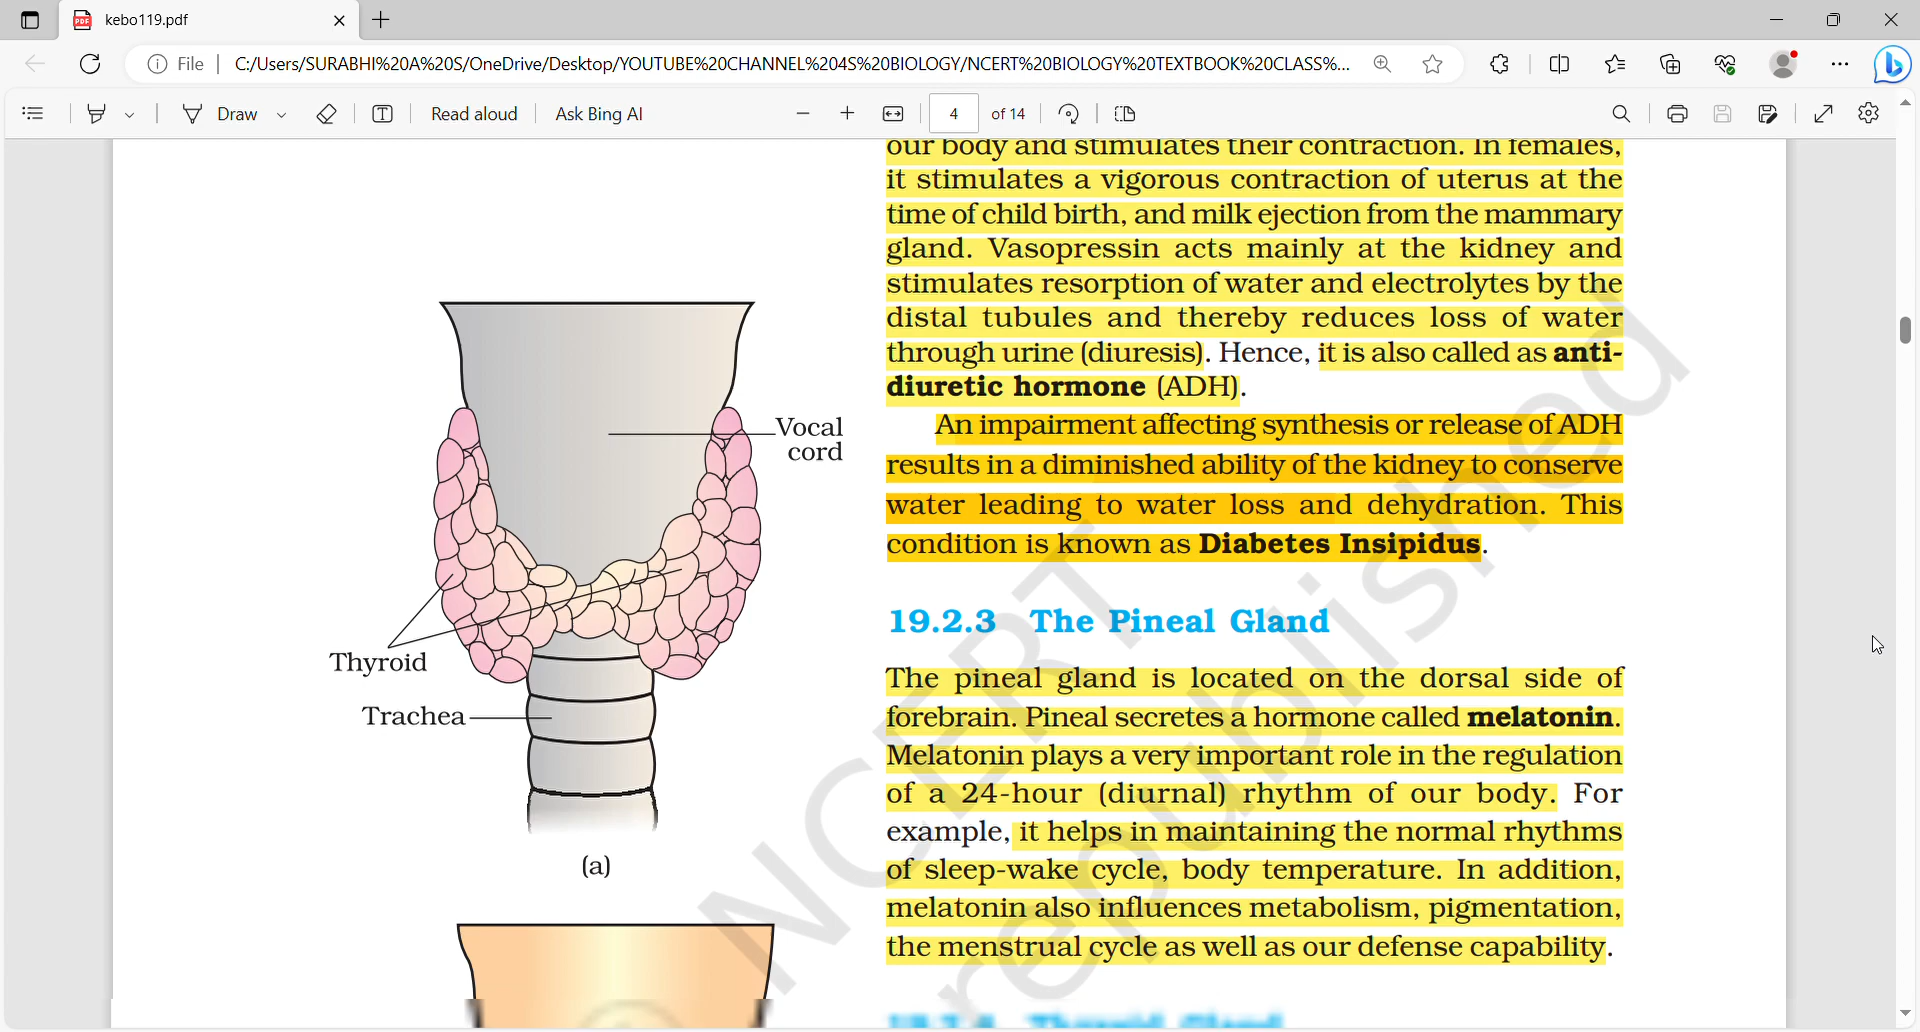 kebo119.pdf
File
C:/Users/SURABHI%20A%20S/OneDrive/Desktop/YOUTUBE%20CHANNEL%204S%20BIOLOGY/NCERT%20BIOLOGY%20TEXTBOOK%20CLASS%...
Draw
Read aloud
Ask Bing AI
4 of 14
our body and stimulates their contraction. In females,
it stimulates a vigorous contraction of uterus at the
time of child birth, and milk ejection from the mammary
gland. Vasopressin acts mainly at the kidney and
stimulates resorption of water and electrolytes by the
distal tubules and thereby reduces loss of water
through urine (diuresis). Hence, it is also called as anti-
diuretic hormone (ADH).
An impairment affecting synthesis or release of ADH
results in a diminished ability of the kidney to conserve
water leading to water loss and dehydration. This
condition is known as Diabetes Insipidus.
19.2.3 The Pineal Gland
The pineal gland is located on the dorsal side of
forebrain. Pineal secretes a hormone called melatonin.
Melatonin plays a very important role in the regulation
of a 24-hour (diurnal) rhythm of our body. For
example, it helps in maintaining the normal rhythms
of sleep-wake cycle, body temperature. In addition,
melatonin also influences metabolism, pigmentation,
the menstrual cycle as well as our defense capability.
19.2.4 Thyroid Gland
Vocal
cord
Thyroid
Trachea
(a)
NCERT
republished